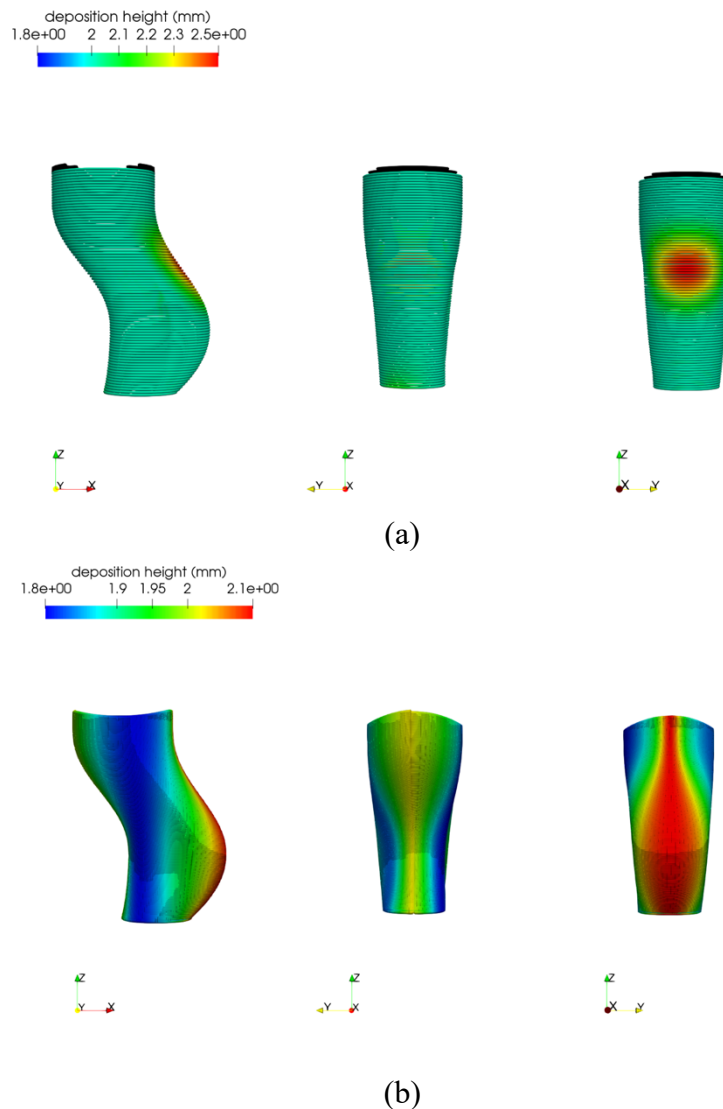 deposition height (mm)
1.8e+00 2 2.1 2.2 2.3 2.5e+00
Z Y X
Z Y X
Z X Y
(a)
deposition height (mm)
1.8e+00 1.9 1.95 2 2.1e+00
Z Y X
Z Y X
Z X Y
(b)